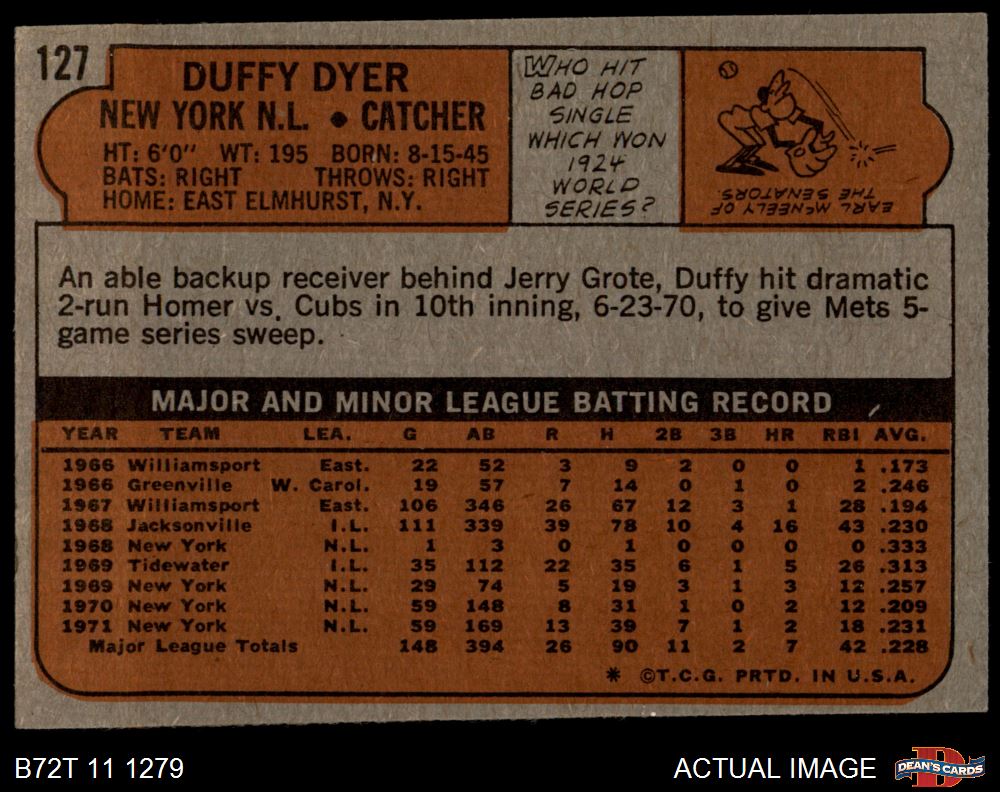 127
DUFFY DYER
NEW YORK N.L. • CATCHER
HT: 6'0" WT: 195 BORN: 8-15-45
BATS: RIGHT THROWS: RIGHT
HOME: EAST ELMHURST, N.Y.
WHO HIT
BAD HOP
SINGLE
WHICH WON
1924
WORLD
SERIES?
EARL McNEELY OF
THE SENATORS.
An able backup receiver behind Jerry Grote, Duffy hit dramatic
2-run Homer vs. Cubs in 10th inning, 6-23-70, to give Mets 5-
game series sweep.
MAJOR AND MINOR LEAGUE BATTING RECORD
YEAR TEAM LEA. G AB R H 2B 3B HR RBI AVG.
1966 Williamsport East. 22 52 3 9 2 0 0 1 .173
1966 Greenville W. Carol. 19 57 7 14 0 1 0 2 .246
1967 Williamsport East. 106 346 26 67 12 3 1 28 .194
1968 Jacksonville I.L. 111 339 39 78 10 4 16 43 .230
1968 New York N.L. 1 3 0 1 0 0 0 0 .333
1969 Tidewater I.L. 35 112 22 35 6 1 5 26 .313
1969 New York N.L. 29 74 5 19 3 1 3 12 .257
1970 New York N.L. 59 148 8 31 1 0 2 12 .209
1971 New York N.L. 59 169 13 39 7 1 2 18 .231
Major League Totals 148 394 26 90 11 2 7 42 .228
* ©T.C.G. PRTD. IN U.S.A.
B72T 11 1279
ACTUAL IMAGE
DEAN'S CARDS